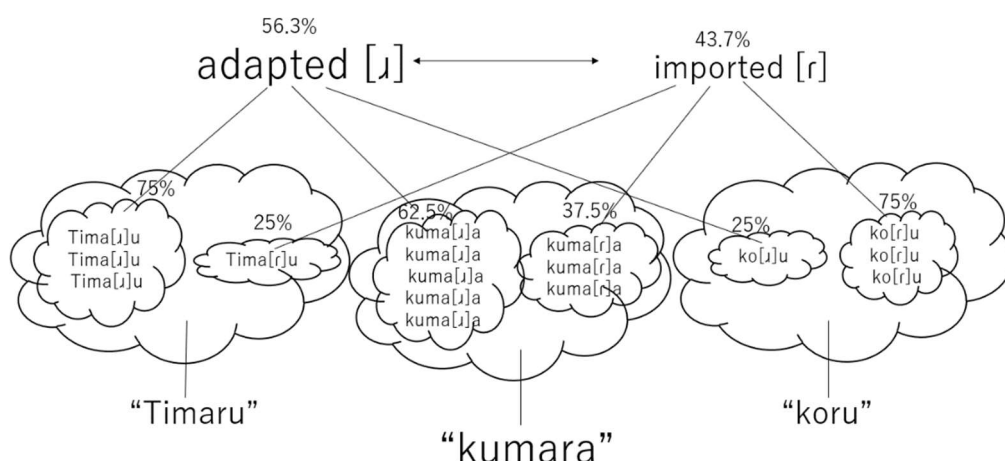 56.3%
adapted [ɹ]
43.7%
imported [ɾ]
75%
Tima[ɹ]u
Tima[ɹ]u
Tima[ɹ]u
25%
Tima[ɾ]u
62.5%
kuma[ɹ]a
kuma[ɹ]a
kuma[ɹ]a
kuma[ɹ]a
kuma[ɹ]a
37.5%
kuma[ɾ]a
kuma[ɾ]a
kuma[ɾ]a
25%
ko[ɹ]u
75%
ko[ɾ]u
ko[ɾ]u
ko[ɾ]u
“Timaru”
“kumara”
“koru”